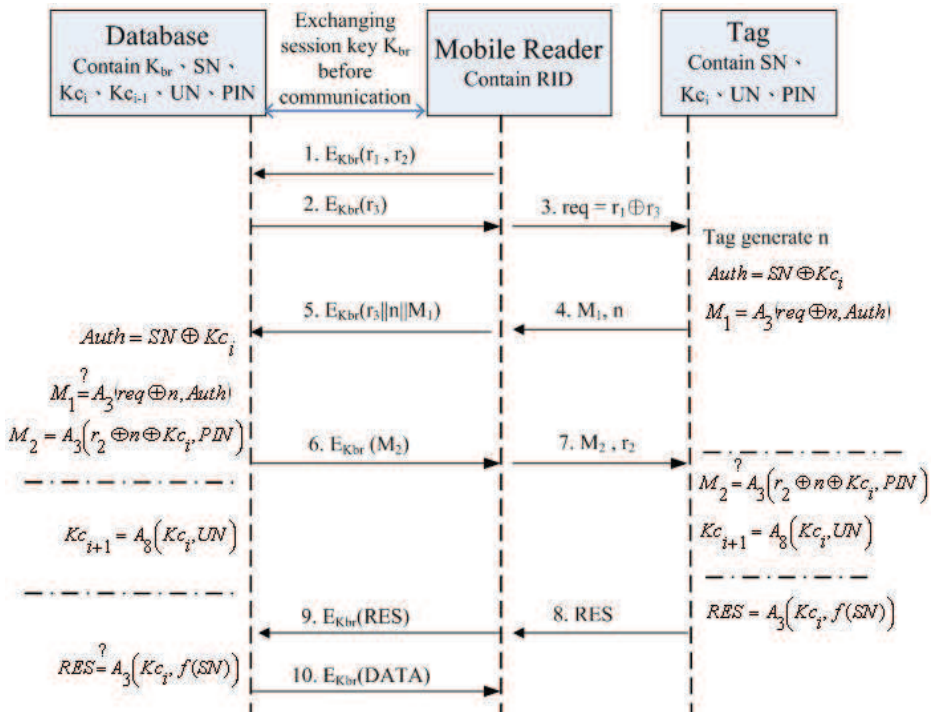 Database
Contain K_br、SN、
Kc_i、Kc_i-1、UN、PIN
Exchanging
session key K_br
before
communication
Mobile Reader
Contain RID
Tag
Contain SN、
Kc_i、UN、PIN
1. E_Kbr(r_1 , r_2)
2. E_Kbr(r_3)
3. req = r_1⊕r_3
Tag generate n
Auth = SN ⊕ Kc_i
M_1 = A_3(req ⊕ n, Auth)
4. M_1, n
5. E_Kbr(r_3||n||M_1)
Auth = SN ⊕ Kc_i
M_1 ?= A_3(req ⊕ n, Auth)
M_2 = A_3(r_2 ⊕ n ⊕ Kc_i, PIN)
6. E_Kbr (M_2)
7. M_2 , r_2
M_2 ?= A_3(r_2 ⊕ n ⊕ Kc_i, PIN)
Kc_i+1 = A_8(Kc_i, UN)
Kc_i+1 = A_8(Kc_i, UN)
RES = A_3(Kc_i, f(SN))
8. RES
9. E_Kbr(RES)
RES ?= A_3(Kc_i, f(SN))
10. E_Kbr(DATA)